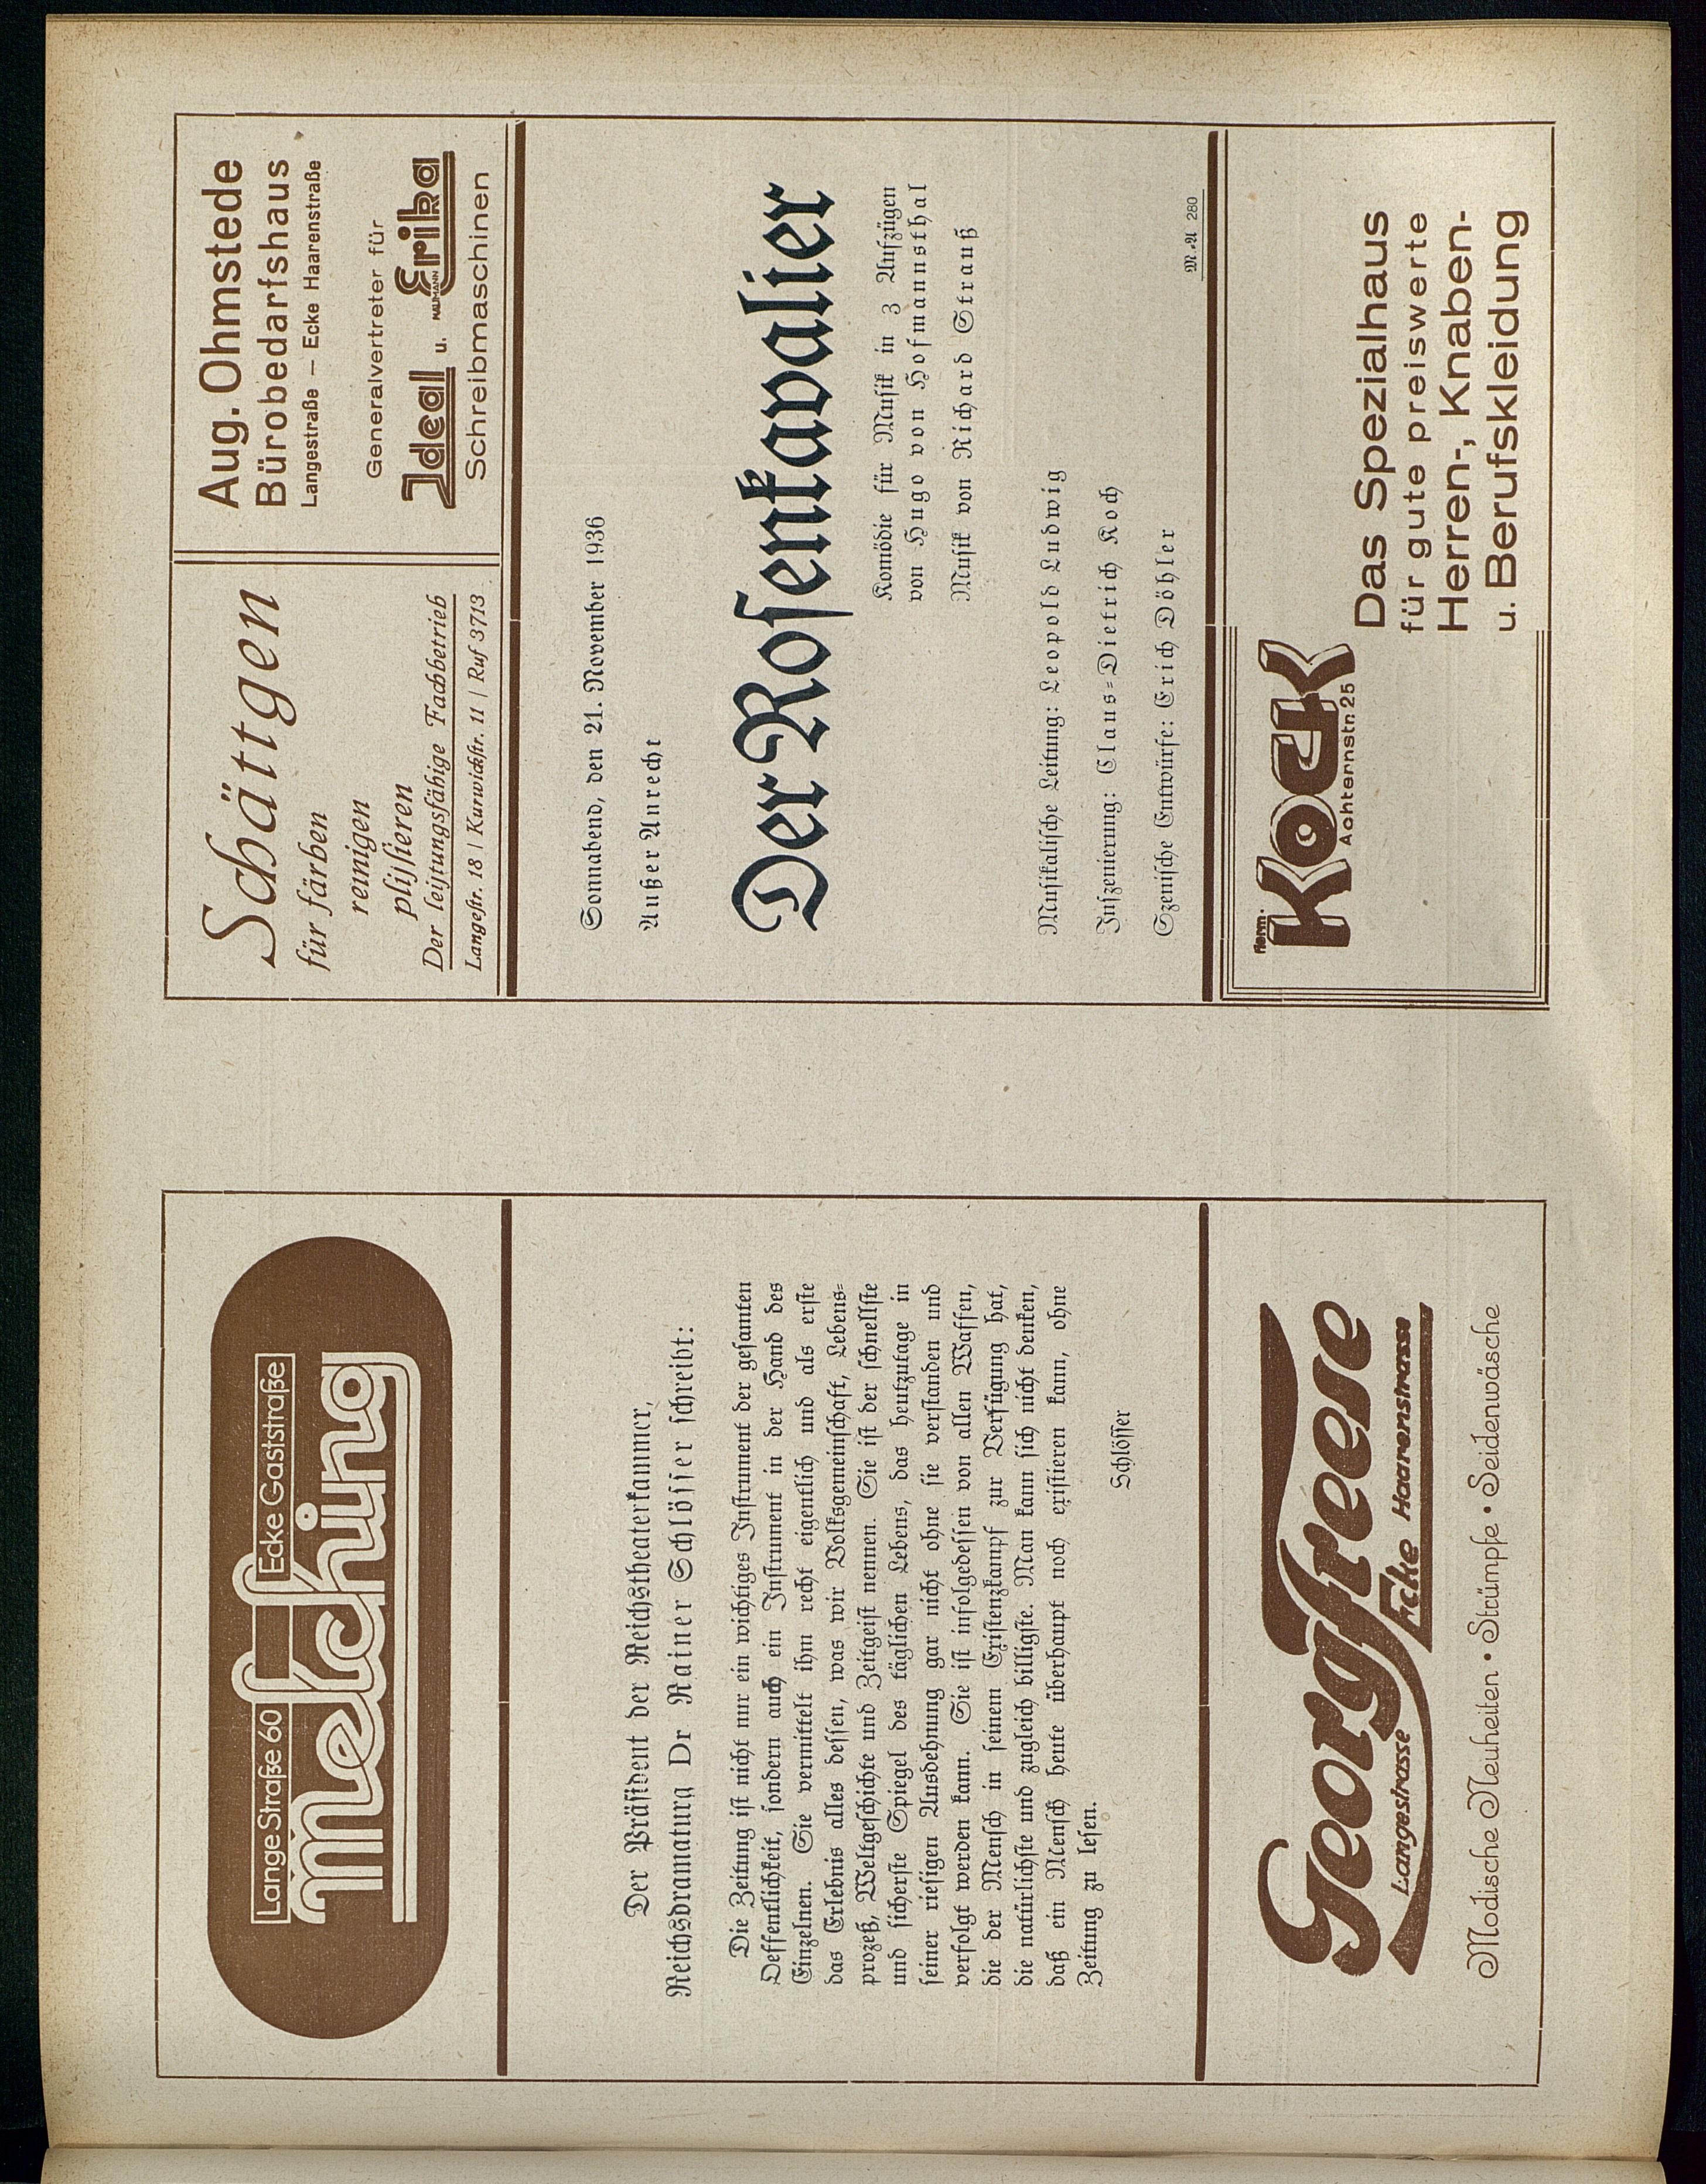 Lange Straße 60
Ecke Gaststraße
Melching
Der Präsident der Reichstheaterkammer,
Reichsdramaturg Dr Rainer Schlösser schreibt:
Die Zeitung ist nicht nur ein wichtiges Instrument der gesamten
Oeffentlichkeit, sondern auch ein Instrument in der Hand des
Einzelnen. Sie vermittelt ihm recht eigentlich und als erste
das Erlebnis alles dessen, was wir Volksgemeinschaft, Lebens-
prozeß, Weltgeschichte und Zeitgeist nennen. Sie ist der schnellste
und sicherste Spiegel des täglichen Lebens, das heutzutage in
seiner riesigen Ausdehnung gar nicht ohne sie verstanden und
verfolgt werden kann. Sie ist infolgedessen von allen Waffen,
die der Mensch in seinem Existenzkampf zur Verfügung hat,
die natürlichste und zugleich billigste. Man kann sich nicht denken,
daß ein Mensch heute überhaupt noch existieren kann, ohne
Zeitung zu lesen.
Schlösser
Georg Freese
Langestrasse Ecke Haarenstrasse
Modische Neuheiten • Strümpfe • Seidenwäsche
Schättgen
für färben
reinigen
plissieren
Der leistungsfähige Fachbetrieb
Langestr. 18 | Kurwickstr. 11 | Ruf 3713
Aug. Ohmstede
Bürobedarfshaus
Langestraße — Ecke Haarenstraße
Generalvertreter für
Ideal u. NAUMANN Erika
Schreibmaschinen
Sonnabend, den 21. November 1936
Außer Anrecht
Der Rosenkavalier
Komödie für Musik in 3 Aufzügen
von Hugo von Hofmannsthal
Musik von Richard Strauß
Musikalische Leitung: Leopold Ludwig
Inszenierung: Claus-Dietrich Koch
Szenische Entwürfe: Erich Döhler
M.A 280
Herm.
Koch
Achternstr. 25
Das Spezialhaus
für gute preiswerte
Herren-, Knaben-
u. Berufskleidung